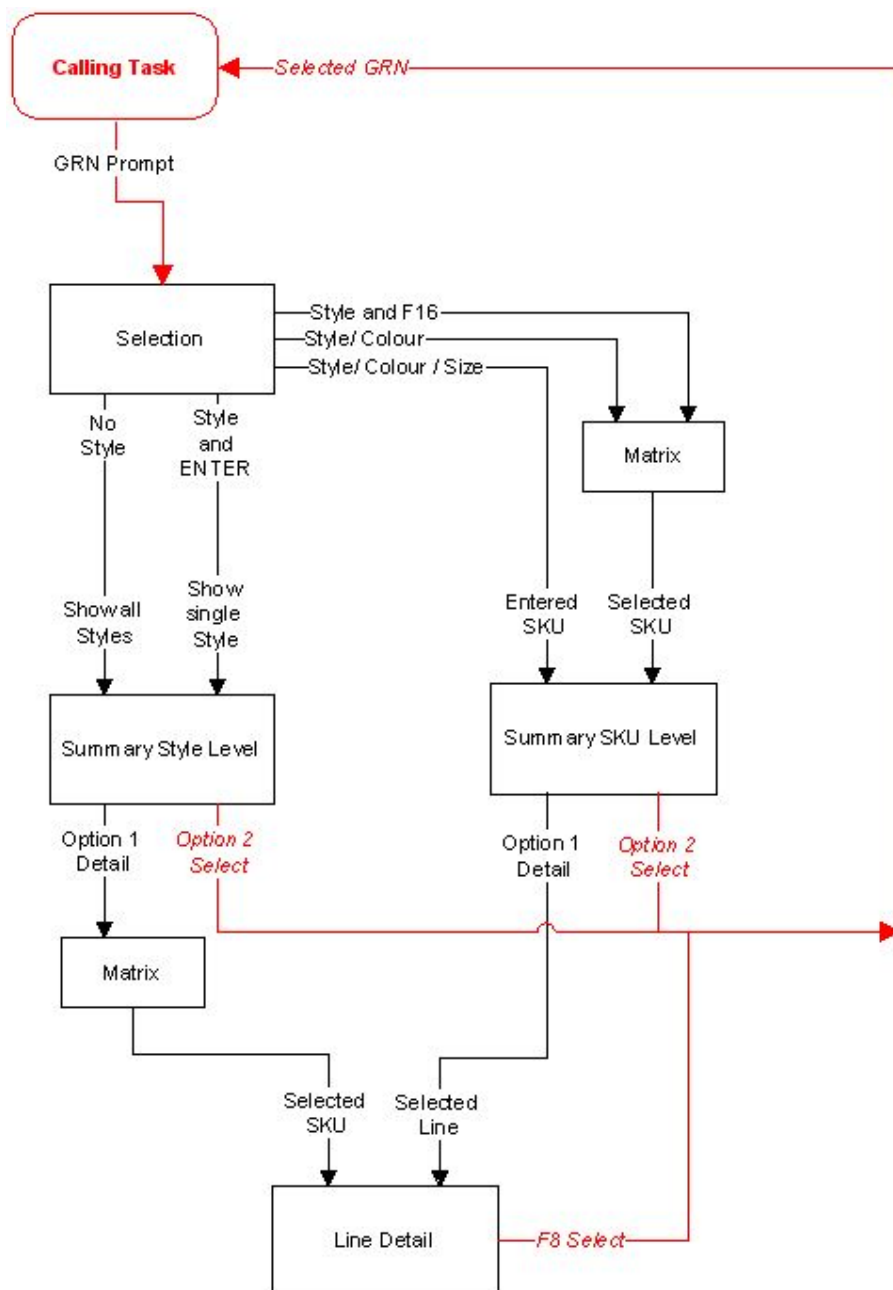 Calling Task
Selected GRN
GRN Prompt
Selection
Style and F16
Style/ Colour
Style/ Colour / Size
No
Style
Style
and
ENTER
Matrix
Show all
Styles
Show
single
Style
Entered
SKU
Selected
SKU
Summary Style Level
Summary SKU Level
Option 1
Detail
Option 2
Select
Option 1
Detail
Option 2
Select
Matrix
Selected
SKU
Selected
Line
Line Detail
F8 Select